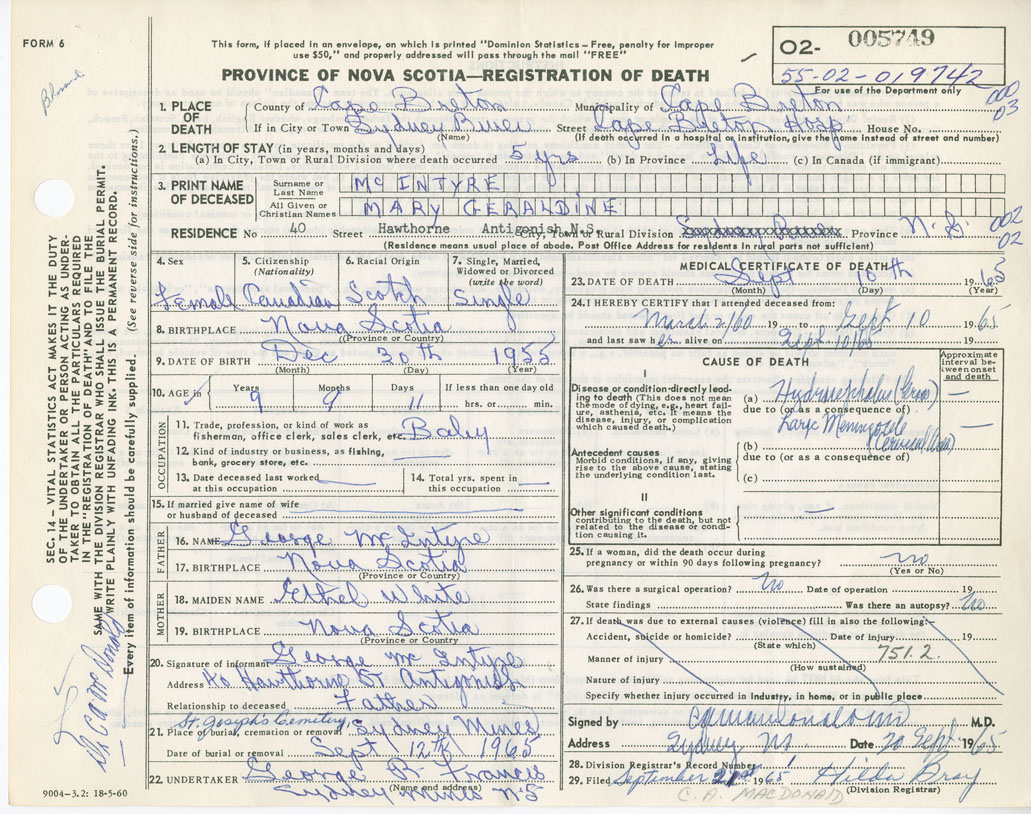 FORM 6
This form, if placed in an envelope, on which is printed "Dominion Statistics—Free, penalty for improper
use $50," and properly addressed will pass through the mail "FREE"
O2- 005749
55-02-019742
For use of the Department only
000
03
PROVINCE OF NOVA SCOTIA—REGISTRATION OF DEATH
1. PLACE OF DEATH
County of Cape Breton Municipality of Cape Breton
If in City or Town Sydney Street Cape Breton Hosp House No.
(Name) (If death occurred in a hospital or institution, give the name instead of street and number)
2. LENGTH OF STAY (in years, months and days)
(a) In City, Town or Rural Division where death occurred 5 yrs (b) In Province Life (c) In Canada (if immigrant)
3. PRINT NAME OF DECEASED
Surname or Last Name MC INTYRE
All Given or Christian Names MARY GERALDINE
RESIDENCE No 40 Street Hawthorne Antigonish, N.S. City, Town or Rural Division Province N.S.
002
02
(Residence means usual place of abode. Post Office Address for residents in rural parts not sufficient)
4. Sex Female
5. Citizenship (Nationality) Canadian
6. Racial Origin Scotch
7. Single, Married, Widowed or Divorced (write the word) Single
8. BIRTHPLACE Nova Scotia
(Province or Country)
9. DATE OF BIRTH Dec 30th 1955
(Month) (Day) (Year)
10. AGE in Years 9 Months 9 Days 11 If less than one day old hrs. or min.
OCCUPATION
11. Trade, profession, or kind of work as fisherman, office clerk, sales clerk, etc. Baby
12. Kind of industry or business, as fishing, bank, grocery store, etc.
13. Date deceased last worked at this occupation
14. Total yrs. spent in this occupation
15. If married give name of wife or husband of deceased
FATHER
16. NAME George Mc Intyre
17. BIRTHPLACE Nova Scotia
(Province or Country)
MOTHER
18. MAIDEN NAME Ethel White
19. BIRTHPLACE Nova Scotia
(Province or Country)
20. Signature of informant George Mc Intyre
Address 40 Hawthorne St Antigonish
Relationship to deceased Father
St. Joseph's Cemetery
21. Place of burial, cremation or removal Sydney Mines
Date of burial or removal Sept 12th 1965
22. UNDERTAKER George R Francis
(Name and address)
Sydney Mines NS
9004-3.2: 18-5-60
MEDICAL CERTIFICATE OF DEATH
23. DATE OF DEATH Sept 10th 1965
(Month) (Day) (Year)
24. I HEREBY CERTIFY that I attended deceased from:
March 2/60 19 to Sept. 10 1965
and last saw her alive on Sept. 10/65 19
CAUSE OF DEATH
Approximate interval between onset and death
I
Disease or condition directly leading to death (This does not mean the mode of dying, e.g., heart failure, asthenia, etc. It means the disease, injury, or complication which caused death.)
(a) Hydrocephalus (Gross) —
due to (or as a consequence of)
Large Meningocele
(b) (Cervical Area) —
due to (or as a consequence of)
(c)
Antecedent causes
Morbid conditions, if any, giving rise to the above cause, stating the underlying condition last.
II
Other significant conditions
contributing to the death, but not related to the disease or condition causing it.
25. If a woman, did the death occur during pregnancy or within 90 days following pregnancy? no
(Yes or No)
26. Was there a surgical operation? no Date of operation 19
State findings Was there an autopsy? no
27. If death was due to external causes (violence) fill in also the following:—
Accident, suicide or homicide? Date of injury 19
(State which)
Manner of injury 751.2.
(How sustained)
Nature of injury
Specify whether injury occurred in industry, in home, or in public place
Signed by M.D.
Address Sydney NS Date 20 Sept 1965
28. Division Registrar's Record Number
29. Filed September 21st 1965 Hilda Bray
(Division Registrar)
C. A. MACDONALD
SEC. 14—VITAL STATISTICS ACT MAKES IT THE DUTY
OF THE UNDERTAKER OR PERSON ACTING AS UNDER-
TAKER TO OBTAIN ALL THE PARTICULARS REQUIRED
IN THE "REGISTRATION OF DEATH" AND TO FILE THE
SAME WITH THE DIVISION REGISTRAR WHO SHALL ISSUE THE BURIAL PERMIT.
WRITE PLAINLY WITH UNFADING INK. THIS IS A PERMANENT RECORD.
Every item of information should be carefully supplied. (See reverse side for instructions.)
Dr C A Mc Donald